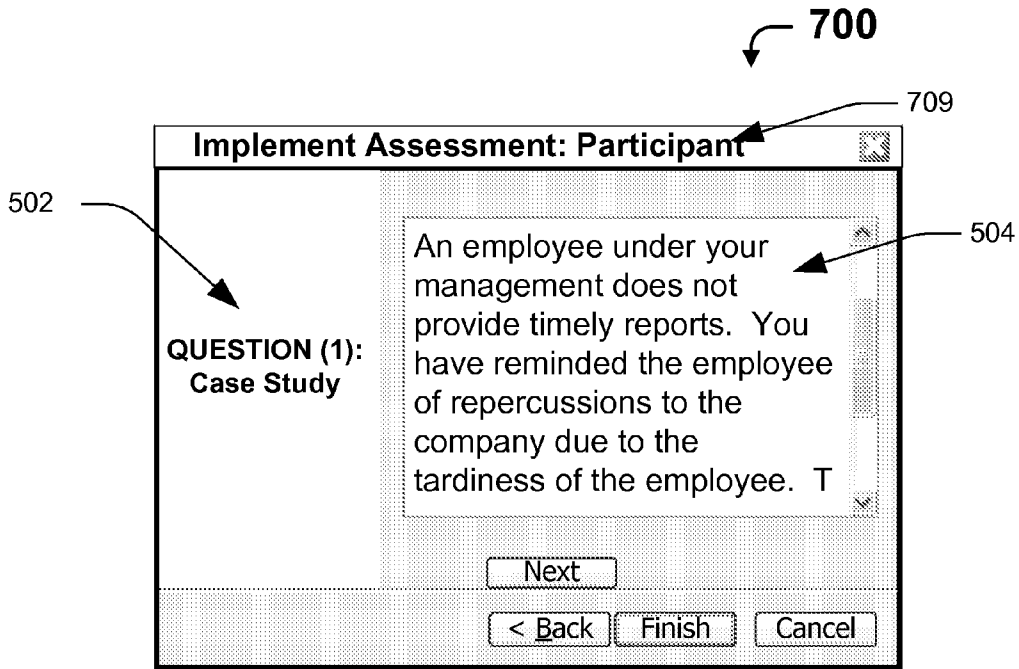 700
709
Implement Assessment: Participant
502
504
An employee under your
management does not
provide timely reports.  You
have reminded the employee
of repercussions to the
company due to the
tardiness of the employee.  T
QUESTION (1):
Case Study
Next
< Back
Finish
Cancel